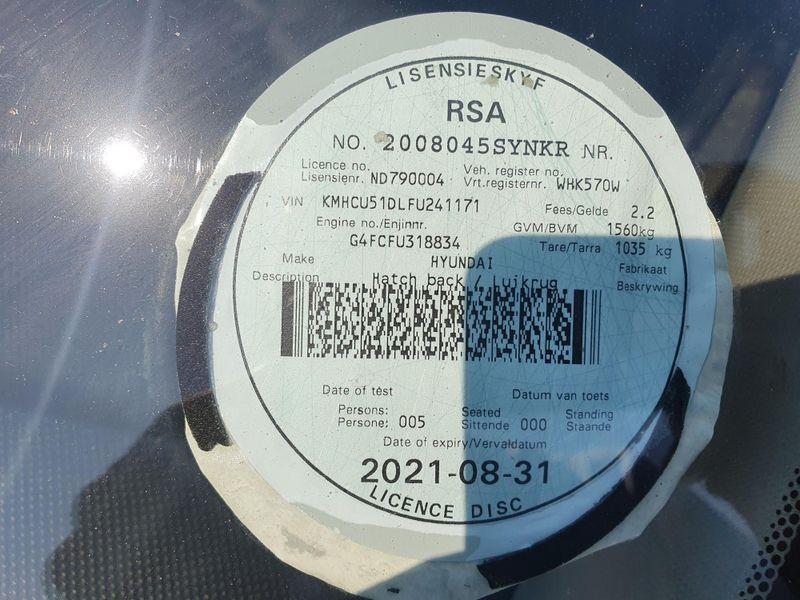 LISENSIESKYF
RSA
NO. 2008045SYNKR NR.
Licence no. Veh. register no.
Lisensienr. ND790004 Vrt.registernr. WHK570W
VIN KMHCU51DLFU241171 Fees/Gelde 2.2
Engine no./Enjinnr. GVM/BVM 1560kg
G4FCFU318834 Tare/Tarra 1035 kg
Make HYUNDAI Fabrikaat
Description Hatch back / Luikrug Beskrywing
Date of test Datum van toets
Persons: Seated Standing
Persone: 005 Sittende 000 Staande
Date of expiry/Vervaldatum
2021-08-31
LICENCE DISC